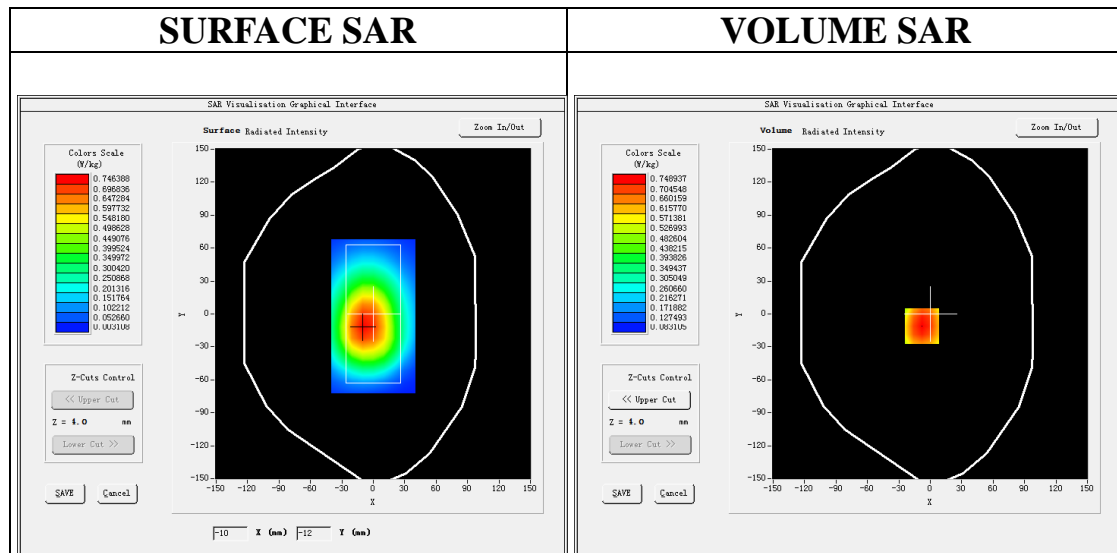 SURFACE SAR
VOLUME SAR
SAR Visualisation Graphical Interface
Surface Radiated Intensity
Zoom In/Out
Colors Scale
(W/kg)
0.746388
0.696836
0.647284
0.597732
0.548180
0.498628
0.449076
0.399524
0.349972
0.300420
0.250868
0.201316
0.151764
0.102212
0.052660
0.003108
150
120
90
60
30
0
-30
-60
-90
-120
-150
Y
-150 -120 -90 -60 -30 0 30 60 90 120 150
X
Z-Cuts Control
<< Upper Cut
Z = 4.0 mm
Lower Cut >>
SAVE Cancel
-10 X (mm) -12 Y (mm)
SAR Visualisation Graphical Interface
Volume Radiated Intensity
Zoom In/Out
Colors Scale
(W/kg)
0.748937
0.704548
0.660159
0.615770
0.571381
0.526993
0.482604
0.438215
0.393826
0.349437
0.305049
0.260660
0.216271
0.171882
0.127493
0.083105
150
120
90
60
30
0
-30
-60
-90
-120
-150
Y
-150 -120 -90 -60 -30 0 30 60 90 120 150
X
Z-Cuts Control
<< Upper Cut
Z = 4.0 mm
Lower Cut >>
SAVE Cancel